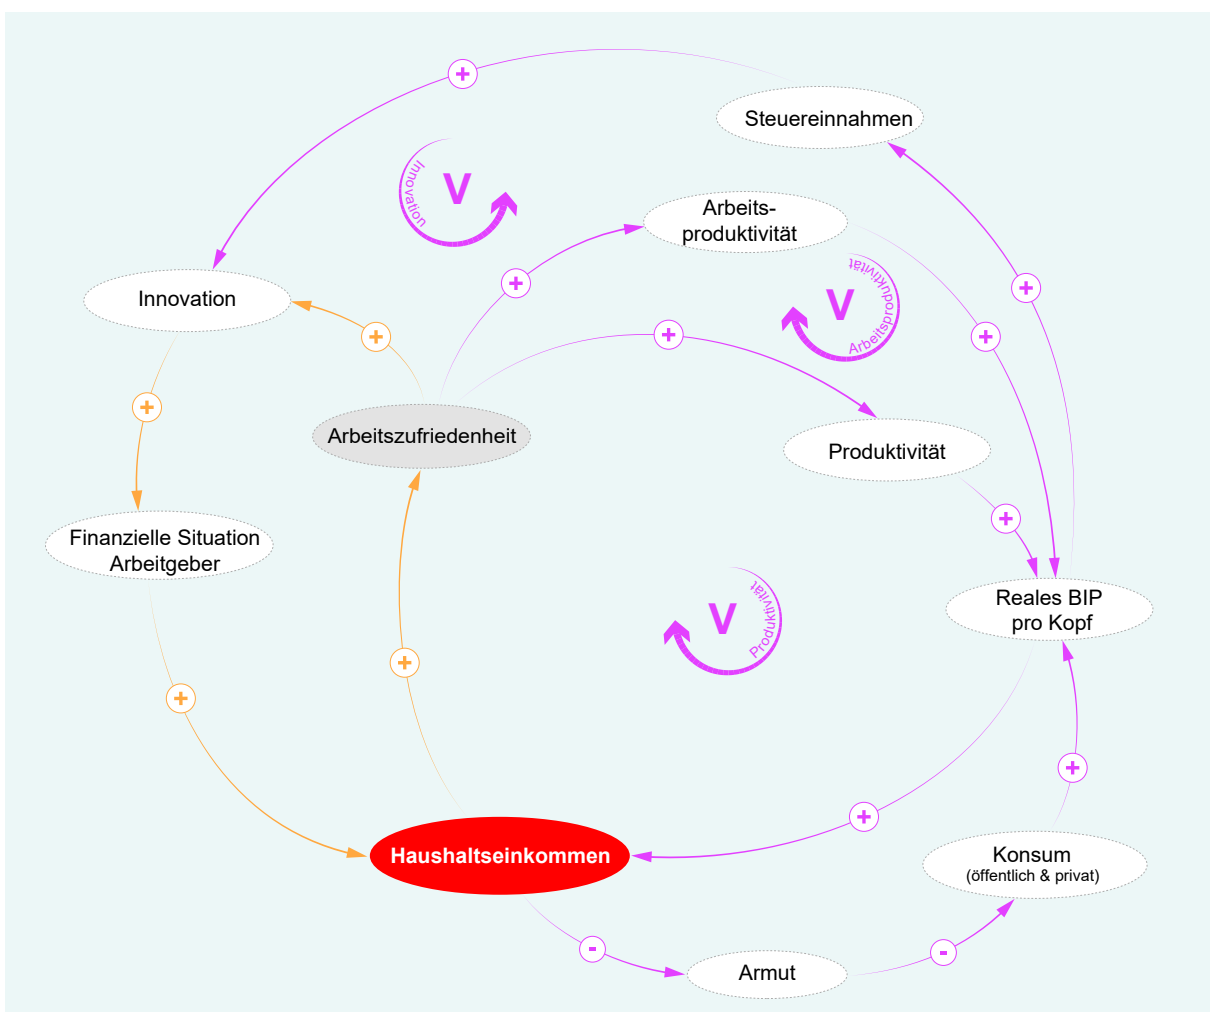 +
Steuereinnahmen
Innovation
V
Arbeits-
produktivität
+
Arbeitsproduktivität
V
+
Innovation
+
+
+
+
Arbeitszufriedenheit
Produktivität
+
Finanzielle Situation
Arbeitgeber
Produktivität
V
Reales BIP
pro Kopf
+
+
+
+
Haushaltseinkommen
Konsum
(öffentlich & privat)
-
-
Armut